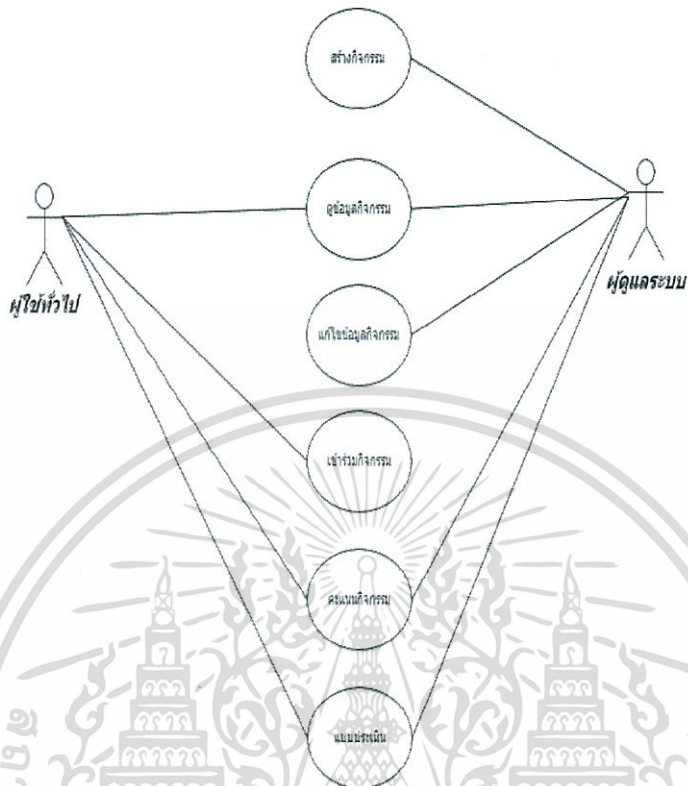 สร้างกิจกรรม
ดูข้อมูลกิจกรรม
ผู้ใช้ทั่วไป
ผู้ดูแลระบบ
แก้ไขข้อมูลกิจกรรม
เข้าร่วมกิจกรรม
คะแนนกิจกรรม
แบบประเมิน